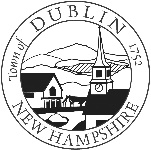 Town of
DUBLIN
1752
NEW HAMPSHIRE